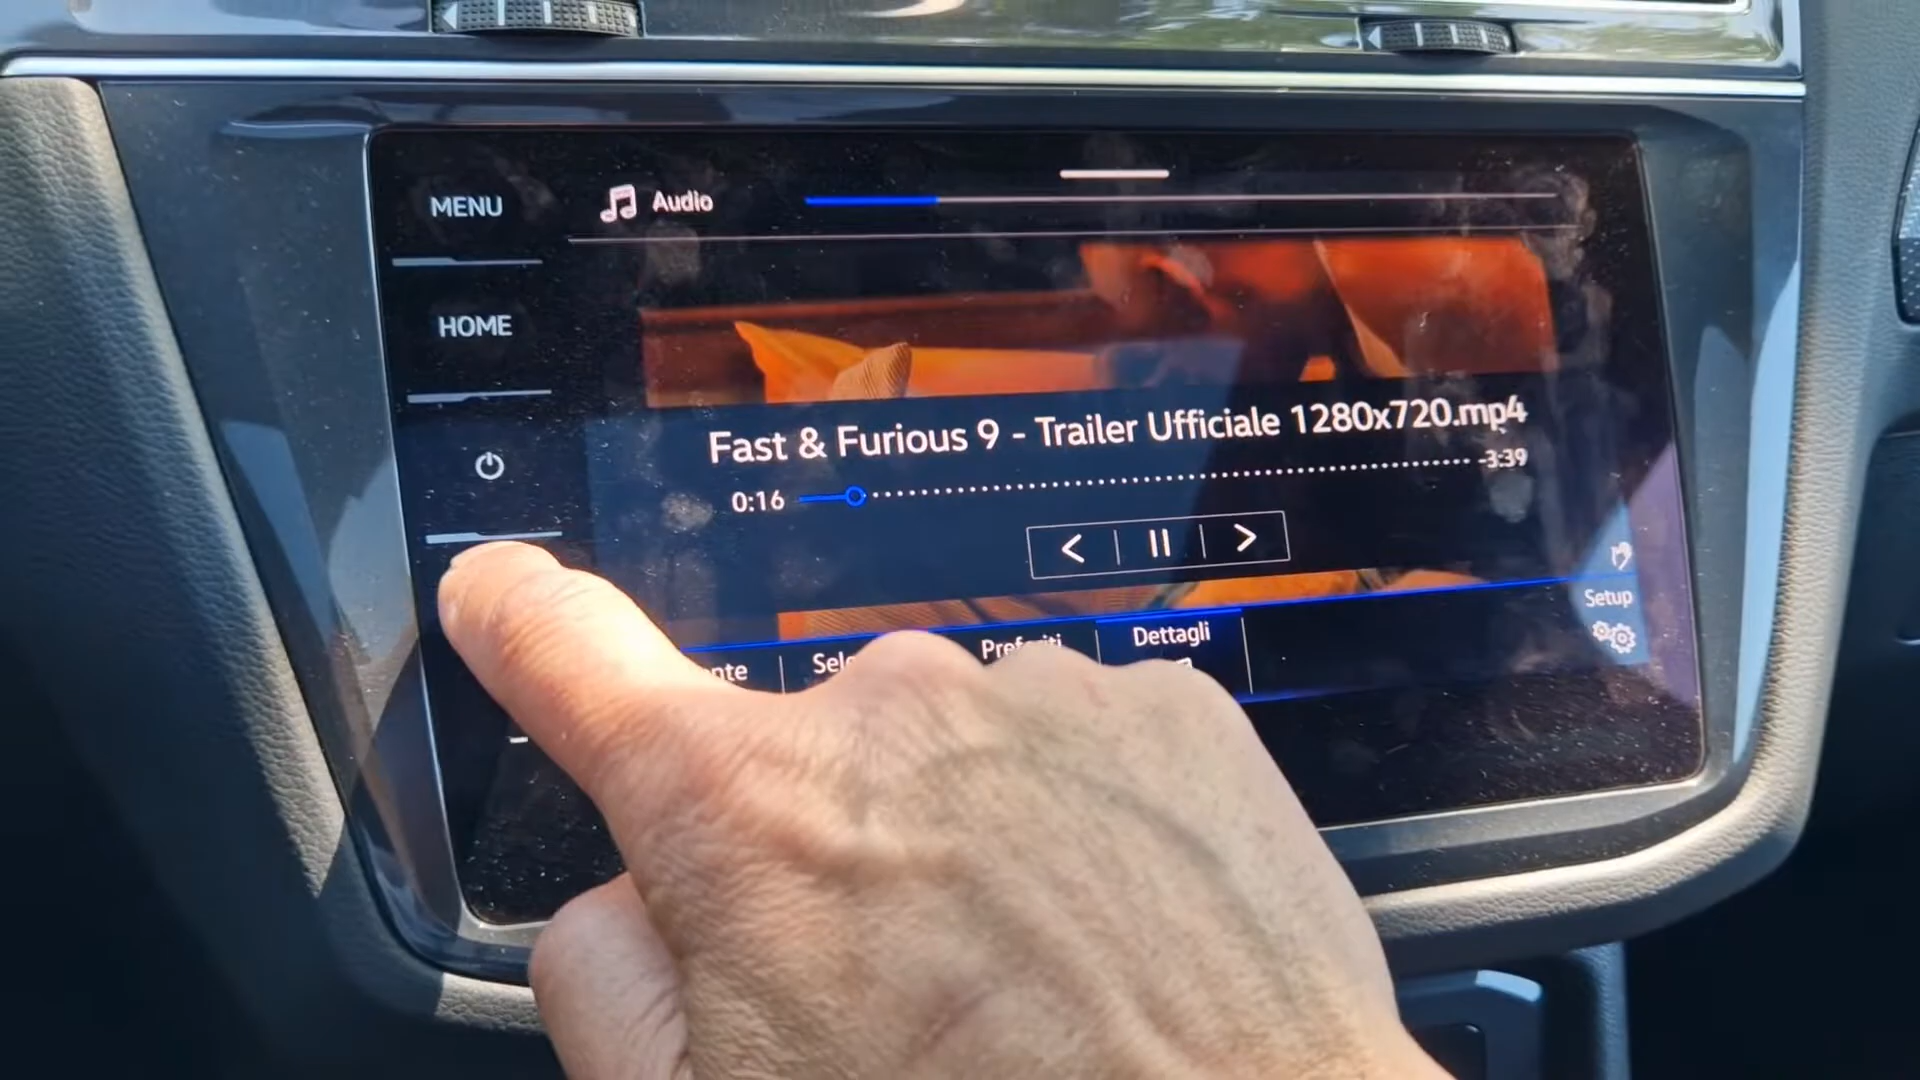 MENU
Audio
HOME
Fast & Furious 9 - Trailer Ufficiale 1280x720.mp4
0:16
-3:39
Setup
Dettagli